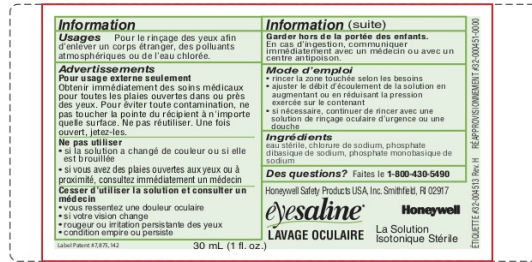 Information
Usages Pour le rinçage des yeux afin
d'enlever un corps étranger, des polluants
atmosphériques ou de l'eau chlorée.
Advertissements
Pour usage externe seulement
Obtenir immédiatement des soins médicaux
pour toutes les plaies ouvertes dans ou près
des yeux. Pour éviter toute contamination, ne
pas toucher la pointe du récipient à n'importe
quelle surface. Ne pas réutiliser. Une fois
ouvert, jetez-les.
Ne pas utiliser
• si la solution a changé de couleur ou si elle
est brouillée
• si vous avez des plaies ouvertes aux yeux ou à
proximité, consultez immédiatement un médecin
Cesser d'utiliser la solution et consulter un
médecin
• vous ressentez une douleur oculaire
• si votre vision change
• rougeur ou irritation persistante des yeux
• condition empire ou persiste
Label Patent #7,875,142
30 mL (1 fl. oz.)
Information (suite)
Garder hors de la portée des enfants.
En cas d'ingestion, communiquer
immédiatement avec un médecin ou avec un
centre antipoison.
Mode d'emploi
• rincer la zone touchée selon les besoins
• ajuster le débit d'écoulement de la solution en
augmentant ou en réduisant la pression
exercée sur le contenant
• si nécessaire, continuer de rincer avec une
solution de rinçage oculaire d'urgence ou une
douche
Ingrédients
eau stérile, chlorure de sodium, phosphate
dibasique de sodium, phosphate monobasique de
sodium
Des questions? Faites le 1-800-430-5490
Honeywell Safety Products USA, Inc. Smithfield, RI 02917
eyesaline®
LAVAGE OCULAIRE
Honeywell
La Solution
Isotonique Stérile
ÉTIQUETTE #32-004513 Rev. H RÉAPPROVISIONNEMENT #32-000451-0000